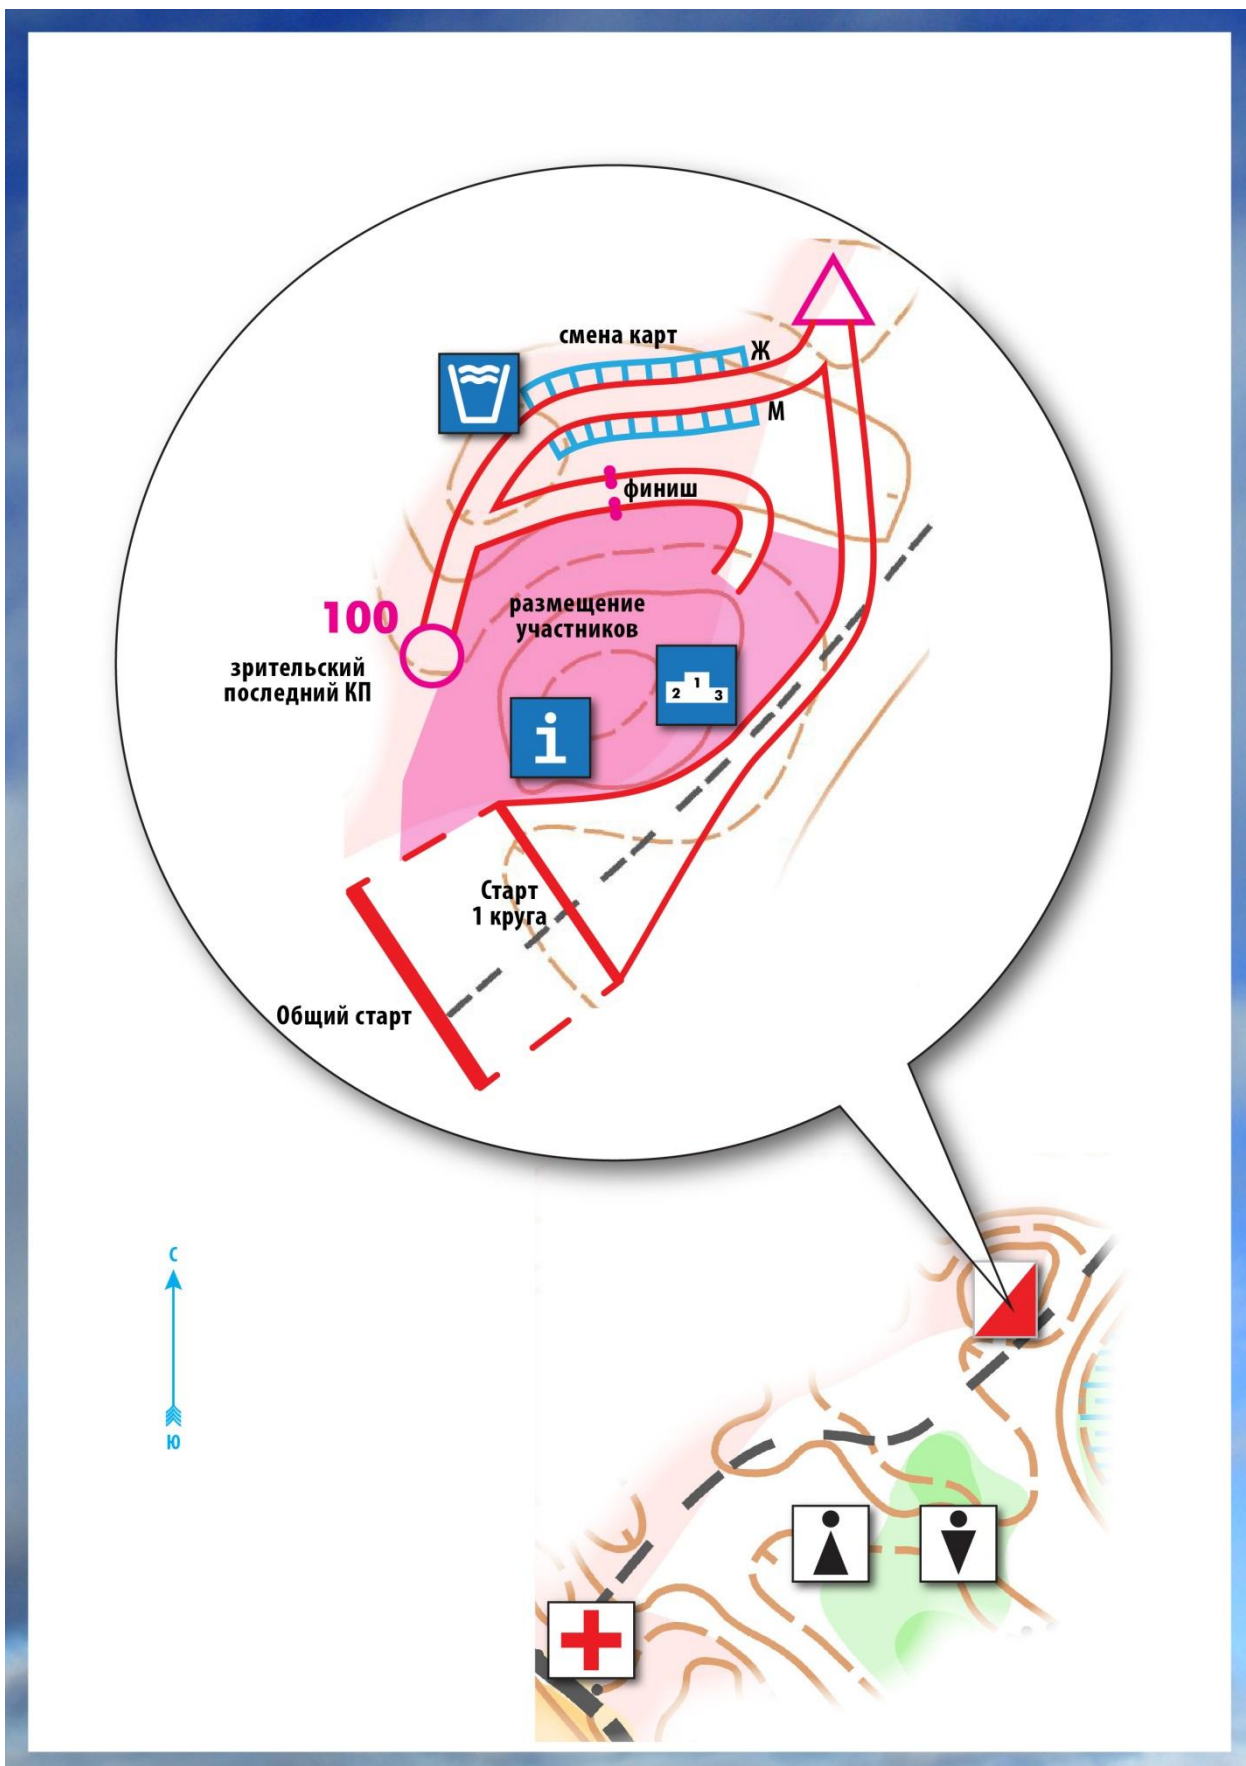 смена карт
Ж
М
финиш
100
размещение
участников
зрительский
последний КП
1
2
3
i
Старт
1 круга
Общий старт
С
Ю